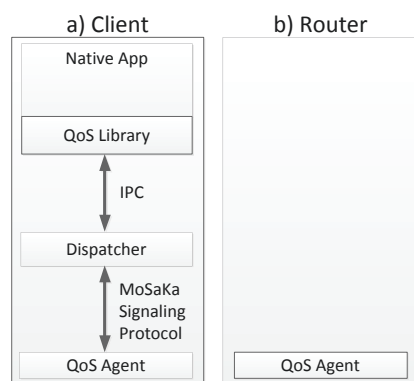 a) Client
Native App
QoS Library
IPC
Dispatcher
MoSaKa
Signaling
Protocol
QoS Agent
b) Router
QoS Agent